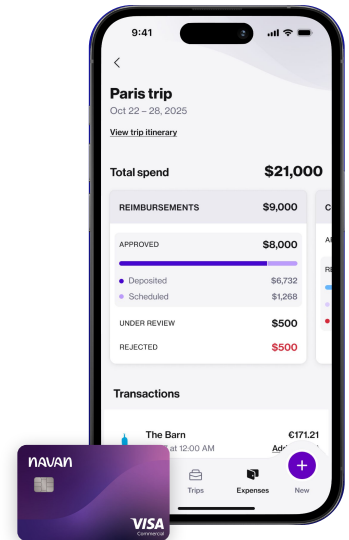 9:41
Paris trip
Oct 22 – 28, 2025
View trip itinerary
Total spend $21,000
REIMBURSEMENTS $9,000
APPROVED $8,000
Deposited $6,732
Scheduled $1,268
UNDER REVIEW $500
REJECTED $500
Transactions
The Barn €171.21
at 12:00 AM
Trips
Expenses
New
NAVAN
VISA
Commercial